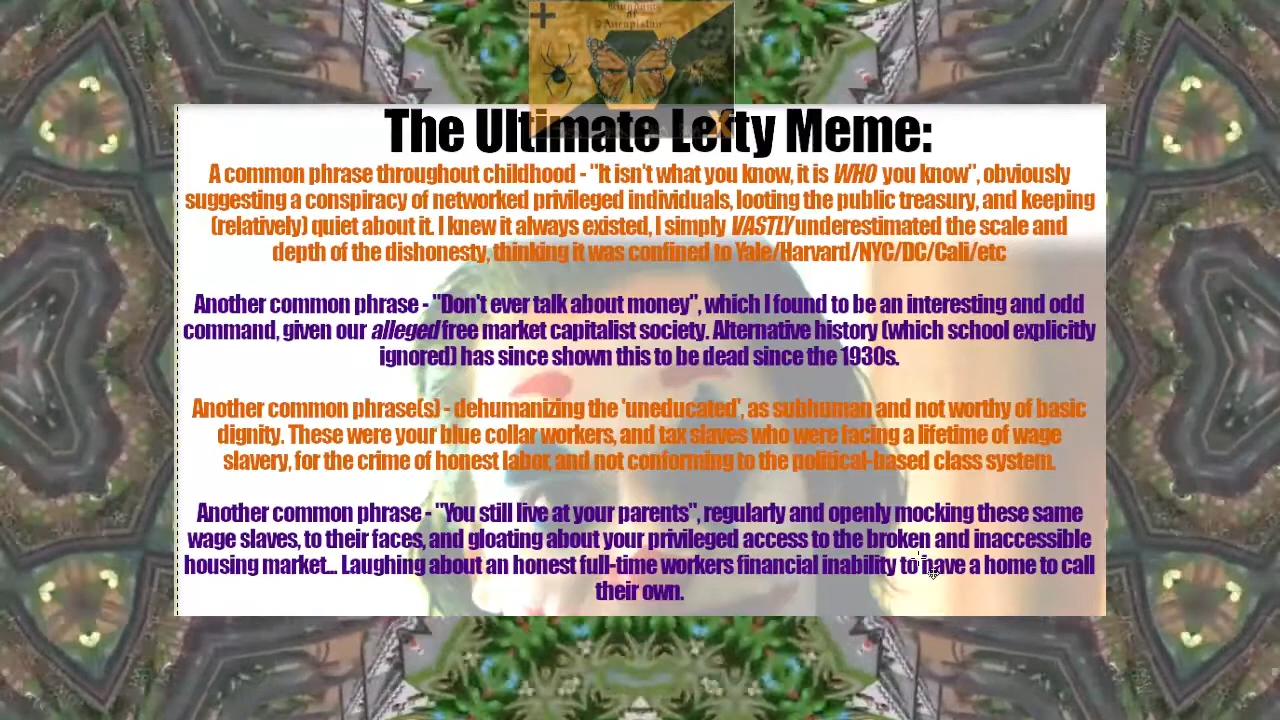 Kingdoms
of
Ancapistan
The Ultimate Lefty Meme:
A common phrase throughout childhood - "It isn't what you know, it is WHO you know", obviously
suggesting a conspiracy of networked privileged individuals, looting the public treasury, and keeping
(relatively) quiet about it. I knew it always existed, I simply VASTLY underestimated the scale and
depth of the dishonesty, thinking it was confined to Yale/Harvard/NYC/DC/Cali/etc
Another common phrase - "Don't ever talk about money", which I found to be an interesting and odd
command, given our alleged free market capitalist society. Alternative history (which school explicitly
ignored) has since shown this to be dead since the 1930s.
Another common phrase(s) - dehumanizing the 'uneducated', as subhuman and not worthy of basic
dignity. These were your blue collar workers, and tax slaves who were facing a lifetime of wage
slavery, for the crime of honest labor, and not conforming to the political-based class system.
Another common phrase - "You still live at your parents", regularly and openly mocking these same
wage slaves, to their faces, and gloating about your privileged access to the broken and inaccessible
housing market... Laughing about an honest full-time workers financial inability to have a home to call
their own.